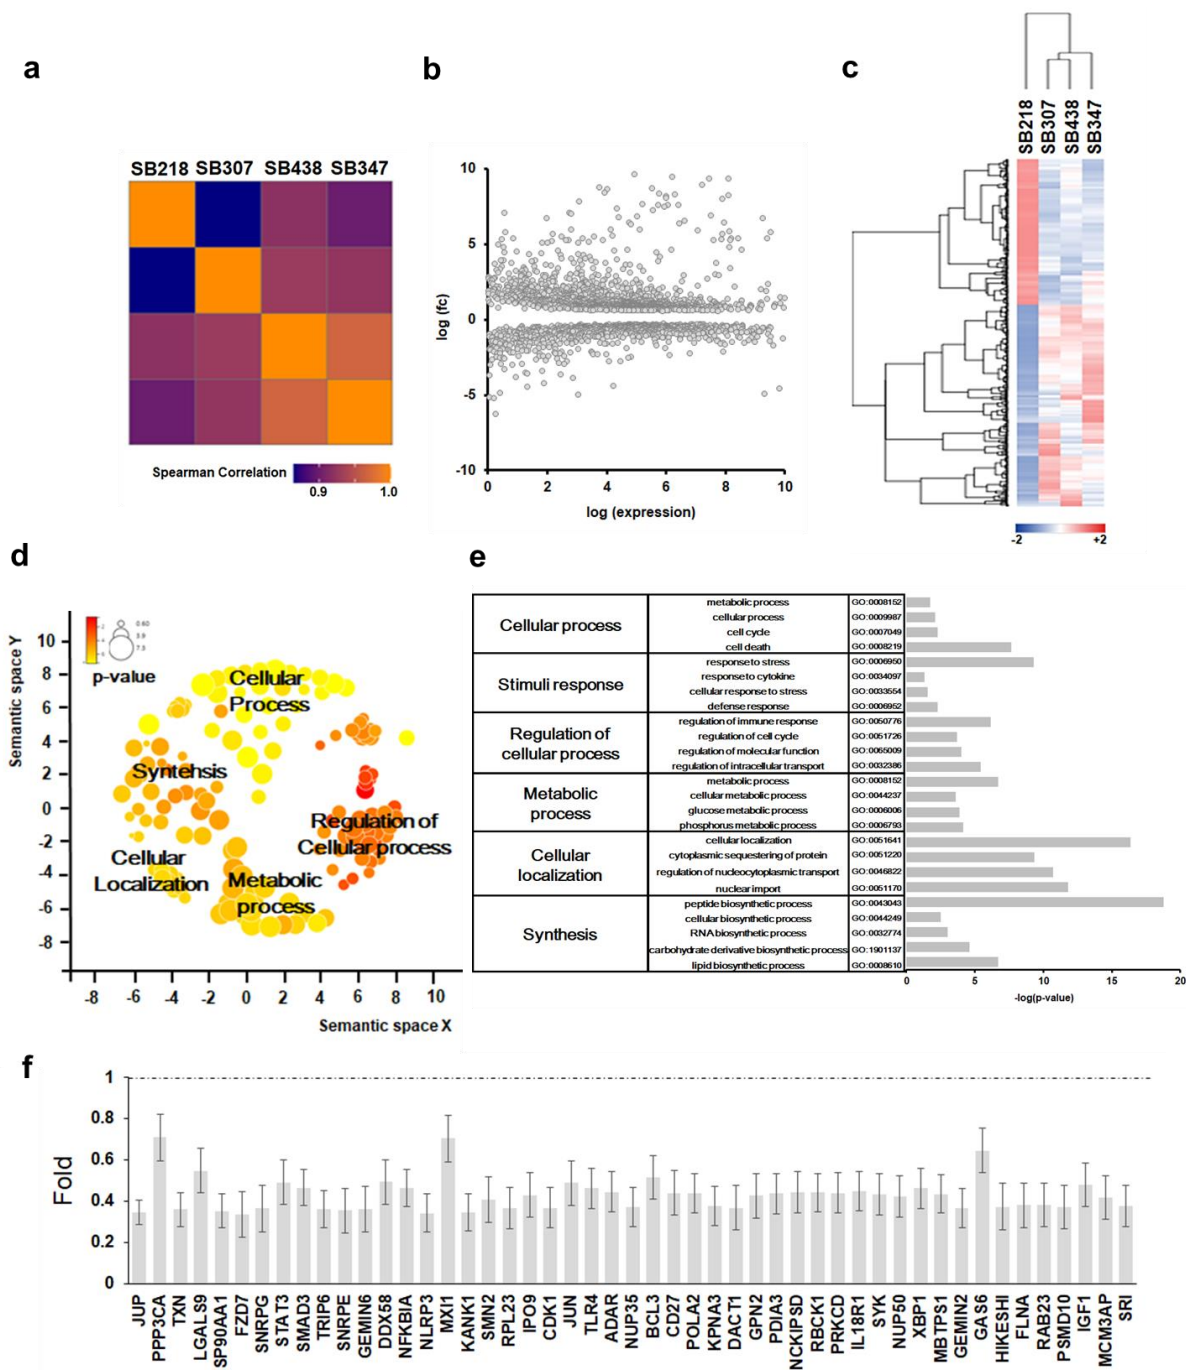 a
SB218 SB307 SB438 SB347
Spearman Correlation
0.9 1.0
b
10
5
0
-5
-10
log (fc)
0 2 4 6 8 10
log (expression)
c
SB218
SB307
SB438
SB347
-2 +2
d
p-value
0.60
3.9
7.3
Semantic space Y
10
8
6
4
2
0
-2
-4
-6
-8
Cellular
Process
Syntehsis
Regulation of
Cellular process
Cellular
Localization
Metabolic
process
-8 -6 -4 -2 0 2 4 6 8 10
Semantic space X
e
Cellular process
metabolic process GO:0008152
cellular process GO:0009987
cell cycle GO:0007049
cell death GO:0008219
Stimuli response
response to stress GO:0006950
response to cytokine GO:0034097
cellular response to stress GO:0033554
defense response GO:0006952
Regulation of
cellular process
regulation of immune response GO:0050776
regulation of cell cycle GO:0051726
regulation of molecular function GO:0065009
regulation of intracellular transport GO:0032386
Metabolic
process
metabolic process GO:0008152
cellular metabolic process GO:0044237
glucose metabolic process GO:0006006
phosphorus metabolic process GO:0006793
Cellular
localization
cellular localization GO:0051641
cytoplasmic sequestering of protein GO:0051220
regulation of nucleocytoplasmic transport GO:0046822
nuclear import GO:0051170
Synthesis
peptide biosynthetic process GO:0043043
cellular biosynthetic process GO:0044249
RNA biosynthetic process GO:0032774
carbohydrate derivative biosynthetic process GO:1901137
lipid biosynthetic process GO:0008610
0 5 10 15 20
-log(p-value)
f
Fold
1
0.8
0.6
0.4
0.2
0
JUP
PPP3CA
TXN
LGALS9
SP90AA1
FZD7
SNRPG
STAT3
SMAD3
TRIP6
SNRPE
GEMIN6
DDX58
NFKBIA
NLRP3
MXI1
KANK1
SMN2
RPL23
IPO9
CDK1
JUN
TLR4
ADAR
NUP35
BCL3
CD27
POLA2
KPNA3
DACT1
GPN2
PDIA3
NCKIPSD
RBCK1
PRKCD
IL18R1
SYK
NUP50
XBP1
MBTPS1
GEMIN2
GAS6
HIKESHI
FLNA
RAB23
PSMD10
IGF1
MCM3AP
SRI